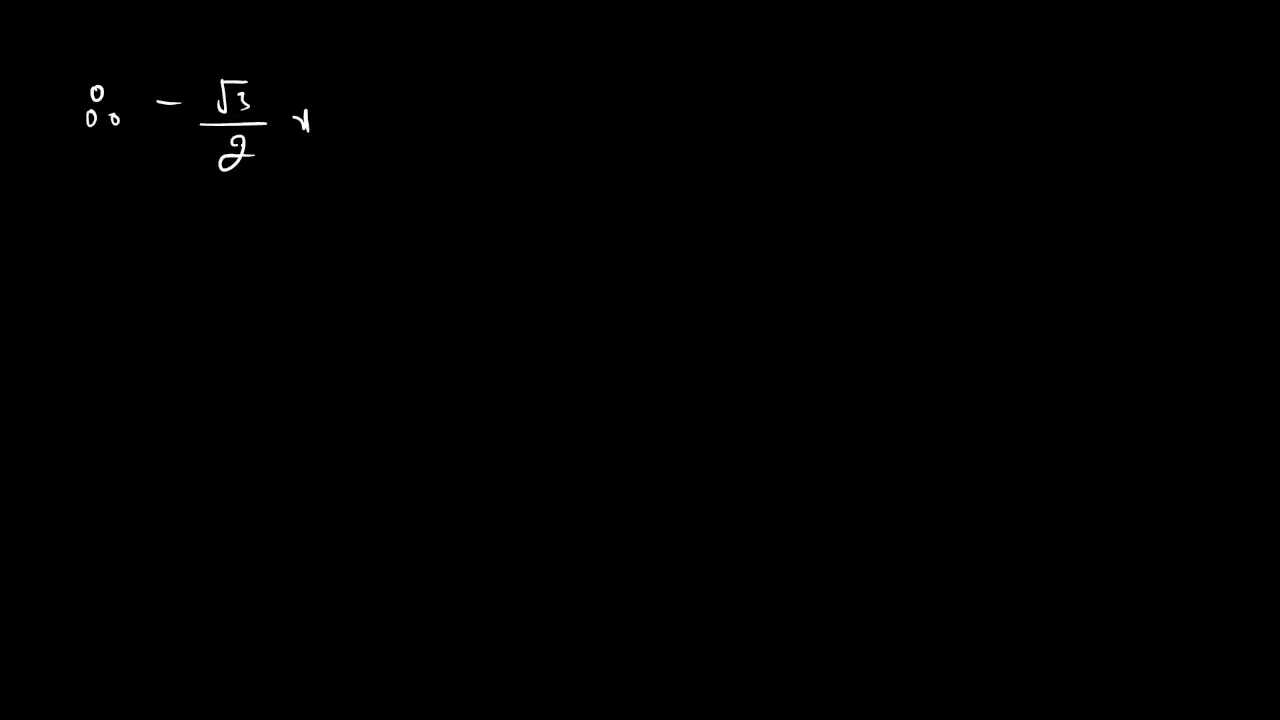 ∴ - √3/2 x